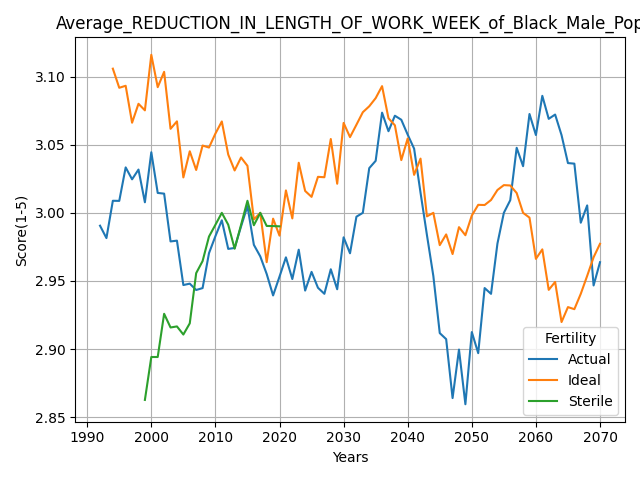 Average_REDUCTION_IN_LENGTH_OF_WORK_WEEK_of_Black_Male_Pop
3.10
3.05
3.00
2.95
2.90
2.85
Score(1-5)
1990 2000 2010 2020 2030 2040 2050 2060 2070
Years
Fertility
Actual
Ideal
Sterile